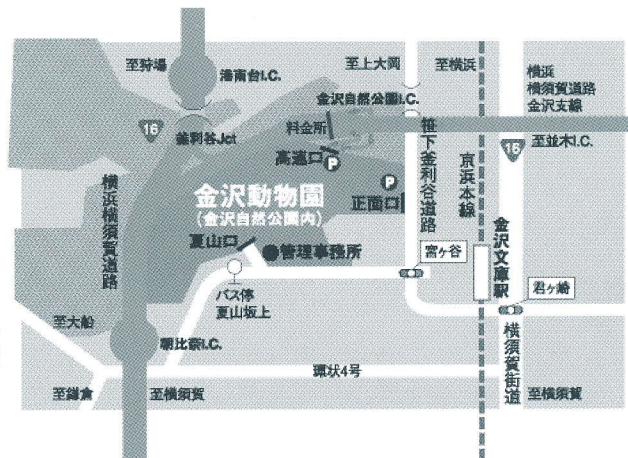 至狩場
港南台I.C.
至上大岡
至横浜
横浜
横須賀道路
金沢支線
金沢自然公園I.C.
16
釜利谷Jct
料金所
高速口
P
笹下釜利谷道路
京浜本線
15
至並木I.C.
横浜横須賀道路
金沢動物園
(金沢自然公園内)
P
正面口
夏山口
管理事務所
宮ヶ谷
金沢文庫駅
君ヶ崎
バス停
夏山坂上
至大船
朝比奈I.C.
環状4号
横須賀街道
至鎌倉
至横須賀
至横須賀